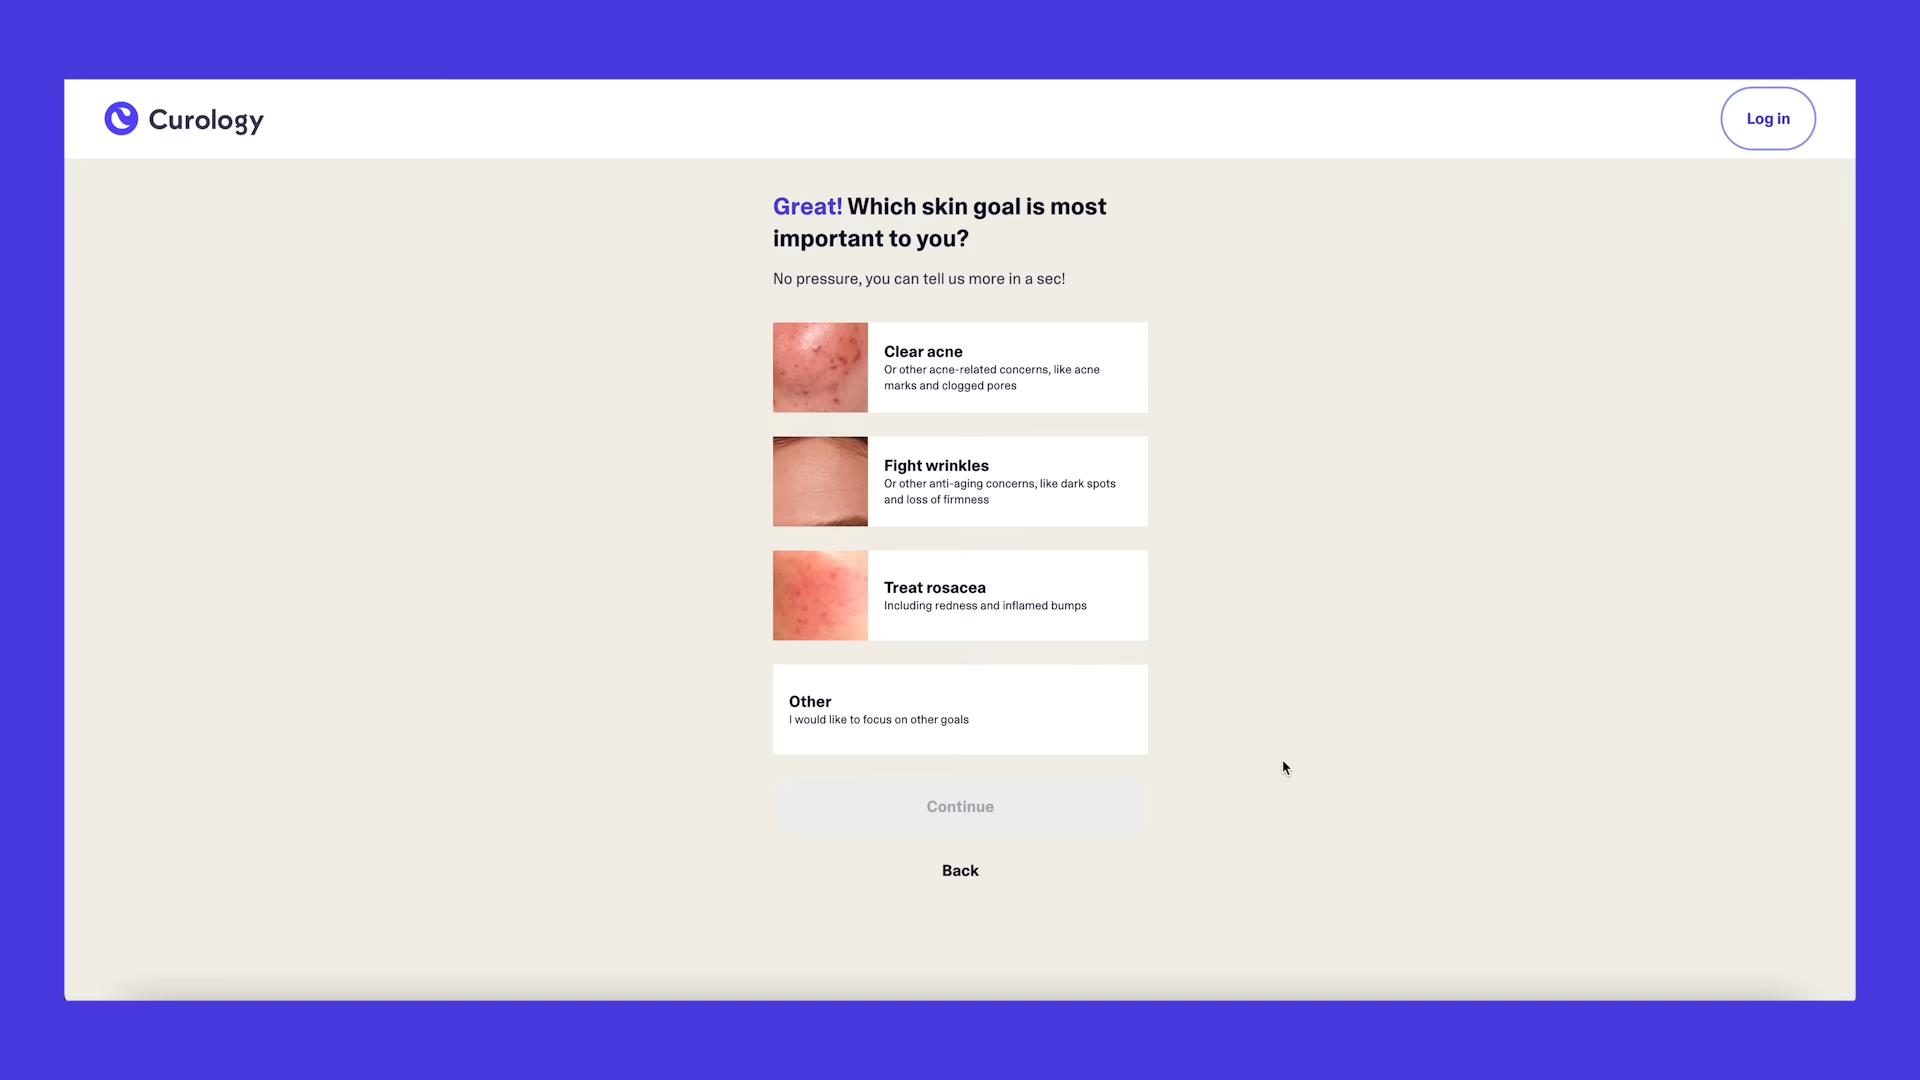 Curology
Log in
Great! Which skin goal is most
important to you?
No pressure, you can tell us more in a sec!
Clear acne
Or other acne-related concerns, like acne
marks and clogged pores
Fight wrinkles
Or other anti-aging concerns, like dark spots
and loss of firmness
Treat rosacea
Including redness and inflamed bumps
Other
I would like to focus on other goals
Continue
Back